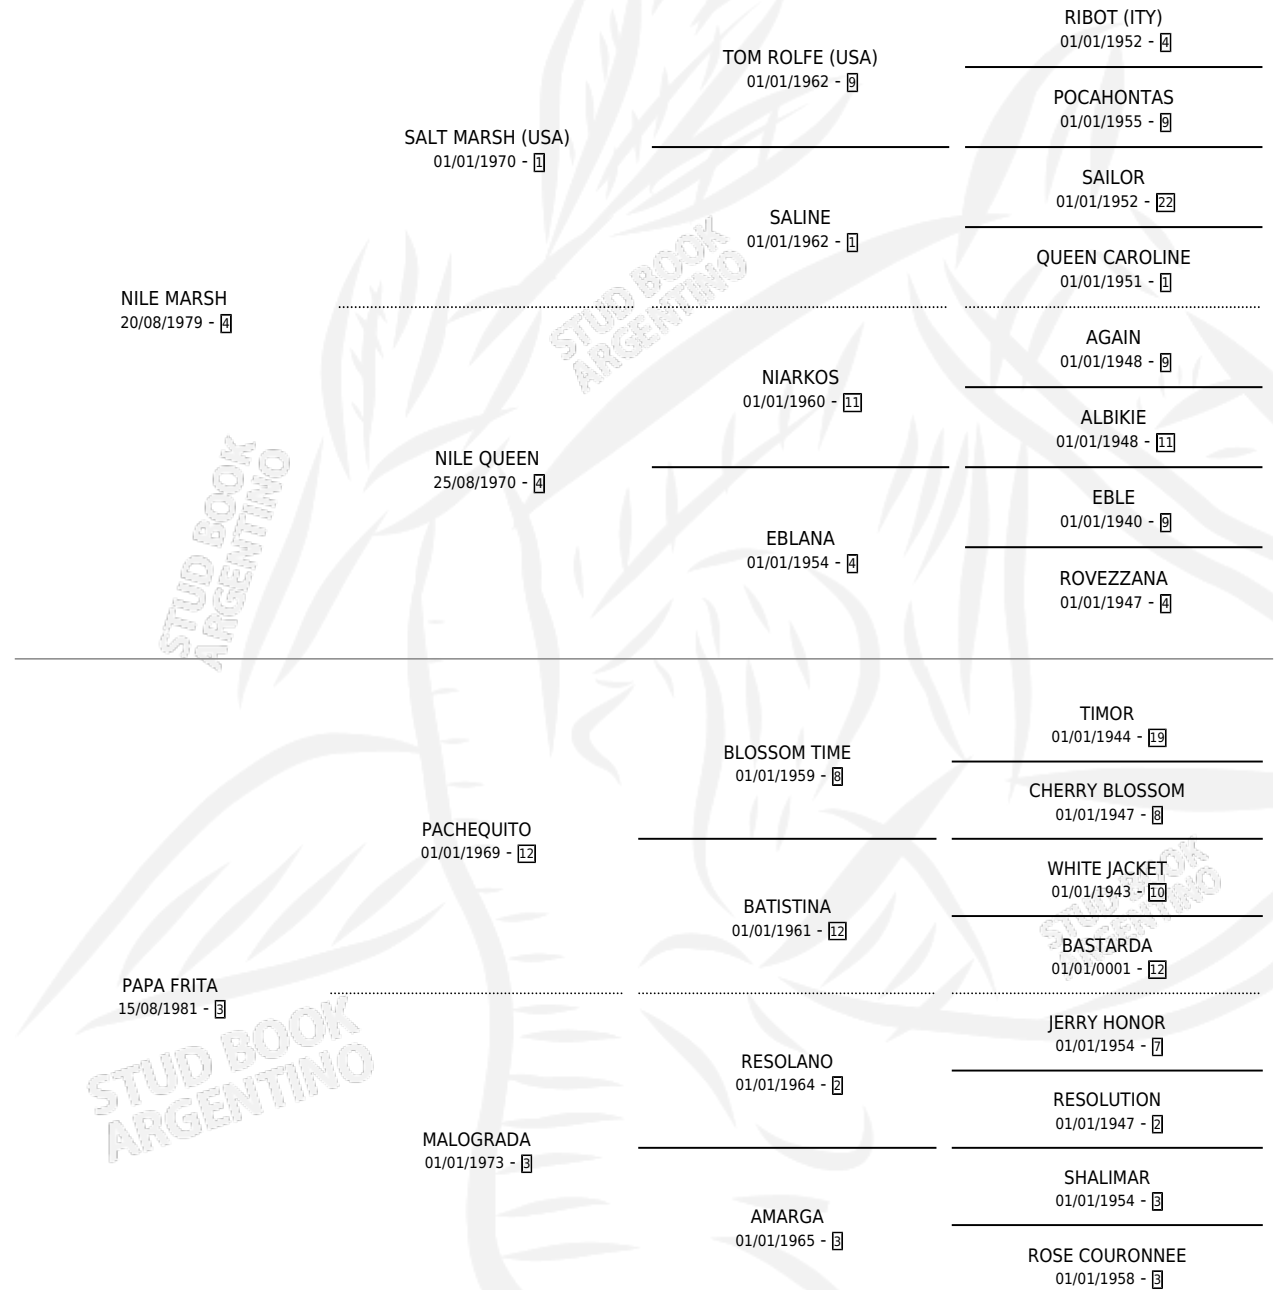 RIBOT (ITY)
01/01/1952 - 4
TOM ROLFE (USA)
01/01/1962 - 9
POCAHONTAS
01/01/1955 - 9
SALT MARSH (USA)
01/01/1970 - 1
SAILOR
01/01/1952 - 22
SALINE
01/01/1962 - 1
QUEEN CAROLINE
01/01/1951 - 1
NILE MARSH
20/08/1979 - 4
AGAIN
01/01/1948 - 9
NIARKOS
01/01/1960 - 11
ALBIKIE
01/01/1948 - 11
NILE QUEEN
25/08/1970 - 4
EBLE
01/01/1940 - 9
EBLANA
01/01/1954 - 4
ROVEZZANA
01/01/1947 - 4
TIMOR
01/01/1944 - 19
BLOSSOM TIME
01/01/1959 - 8
CHERRY BLOSSOM
01/01/1947 - 8
PACHEQUITO
01/01/1969 - 12
WHITE JACKET
01/01/1943 - 10
BATISTINA
01/01/1961 - 12
BASTARDA
01/01/0001 - 12
PAPA FRITA
15/08/1981 - 3
JERRY HONOR
01/01/1954 - 7
RESOLANO
01/01/1964 - 2
RESOLUTION
01/01/1947 - 2
MALOGRADA
01/01/1973 - 3
SHALIMAR
01/01/1954 - 3
AMARGA
01/01/1965 - 3
ROSE COURONNEE
01/01/1958 - 3
STUD BOOK
ARGENTINO
STUD BOOK
ARGENTINO
STUD BOOK
ARGENTINO
STUD BOOK
ARGENTINO